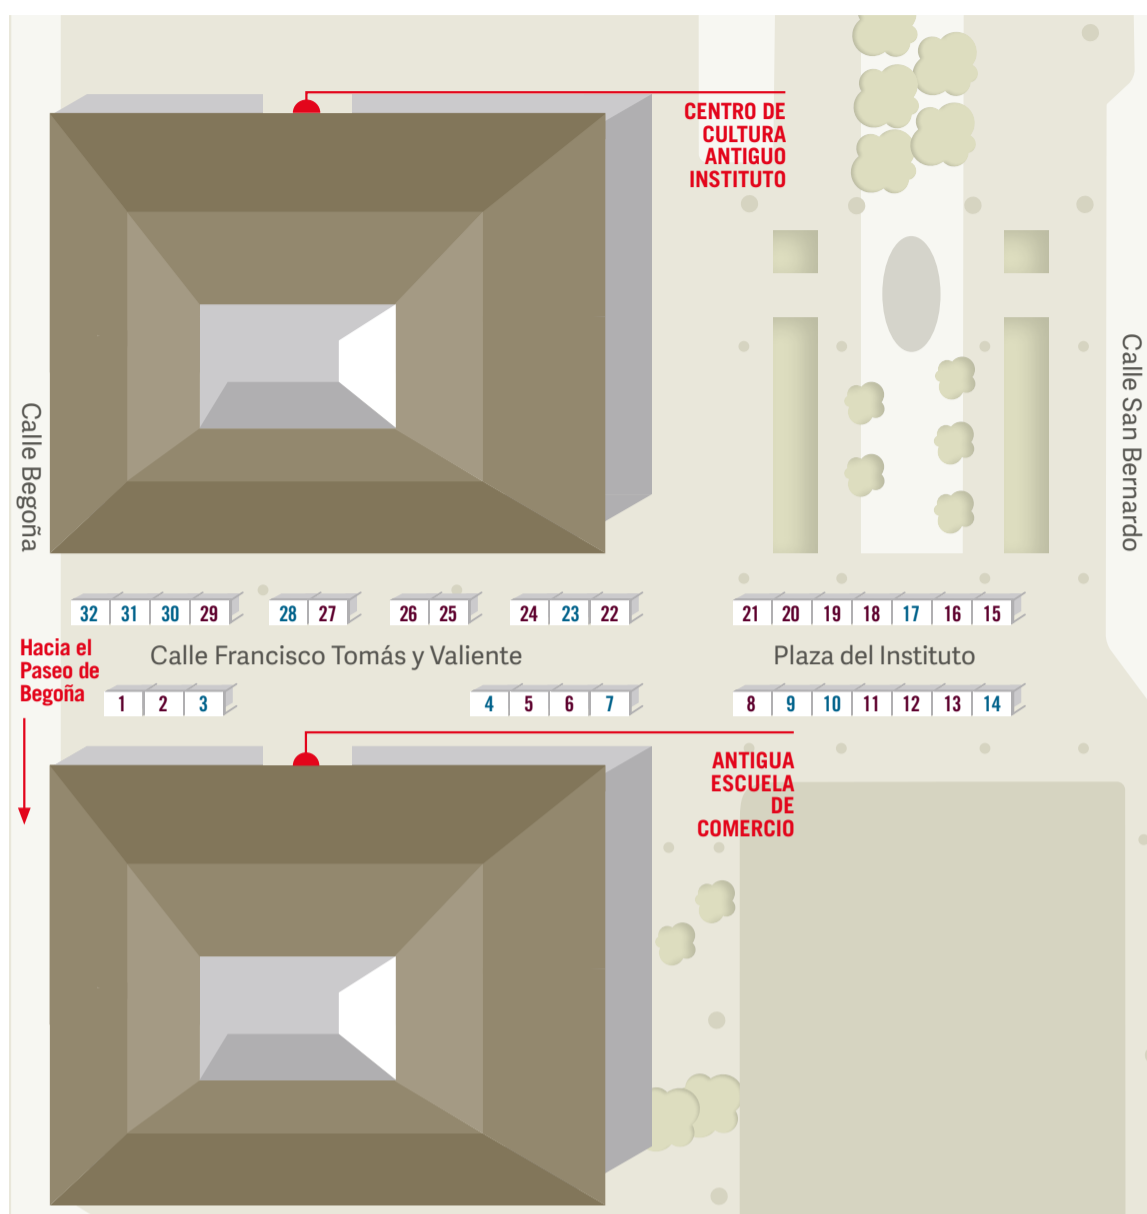 CENTRO DE
CULTURA
ANTIGUO
INSTITUTO
Calle Begoña
Calle San Bernardo
32 31 30 29 28 27 26 25 24 23 22 21 20 19 18 17 16 15
Hacia el
Paseo de
Begoña
Calle Francisco Tomás y Valiente
Plaza del Instituto
1 2 3 4 5 6 7 8 9 10 11 12 13 14
ANTIGUA
ESCUELA
DE
COMERCIO